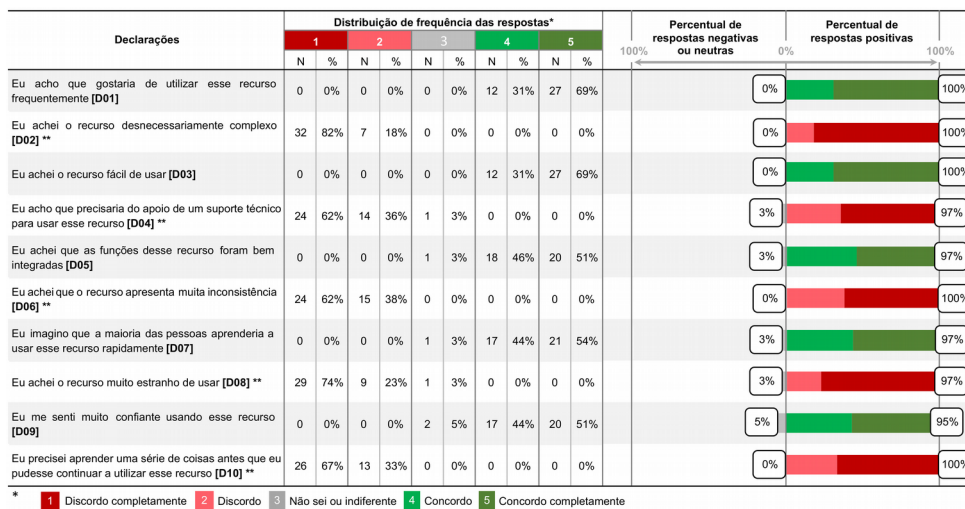 Declarações
Distribuição de frequência das respostas*
1 2 3 4 5
N % N % N % N % N %
Percentual de
respostas negativas
ou neutras
Percentual de
respostas positivas
100% 0% 100%
Eu acho que gostaria de utilizar esse recurso
frequentemente [D01]
0 0% 0 0% 0 0% 12 31% 27 69% 0% 100%
Eu achei o recurso desnecessariamente complexo
[D02] **
32 82% 7 18% 0 0% 0 0% 0 0% 0% 100%
Eu achei o recurso fácil de usar [D03]
0 0% 0 0% 0 0% 12 31% 27 69% 0% 100%
Eu acho que precisaria do apoio de um suporte técnico
para usar esse recurso [D04] **
24 62% 14 36% 1 3% 0 0% 0 0% 3% 97%
Eu achei que as funções desse recurso foram bem
integradas [D05]
0 0% 0 0% 1 3% 18 46% 20 51% 3% 97%
Eu achei que o recurso apresenta muita inconsistência
[D06] **
24 62% 15 38% 0 0% 0 0% 0 0% 0% 100%
Eu imagino que a maioria das pessoas aprenderia a
usar esse recurso rapidamente [D07]
0 0% 0 0% 1 3% 17 44% 21 54% 3% 97%
Eu achei o recurso muito estranho de usar [D08] **
29 74% 9 23% 1 3% 0 0% 0 0% 3% 97%
Eu me senti muito confiante usando esse recurso
[D09]
0 0% 0 0% 2 5% 17 44% 20 51% 5% 95%
Eu precisei aprender uma série de coisas antes que eu
pudesse continuar a utilizar esse recurso [D10] **
26 67% 13 33% 0 0% 0 0% 0 0% 0% 100%
* 1 Discordo completamente 2 Discordo 3 Não sei ou indiferente 4 Concordo 5 Concordo completamente